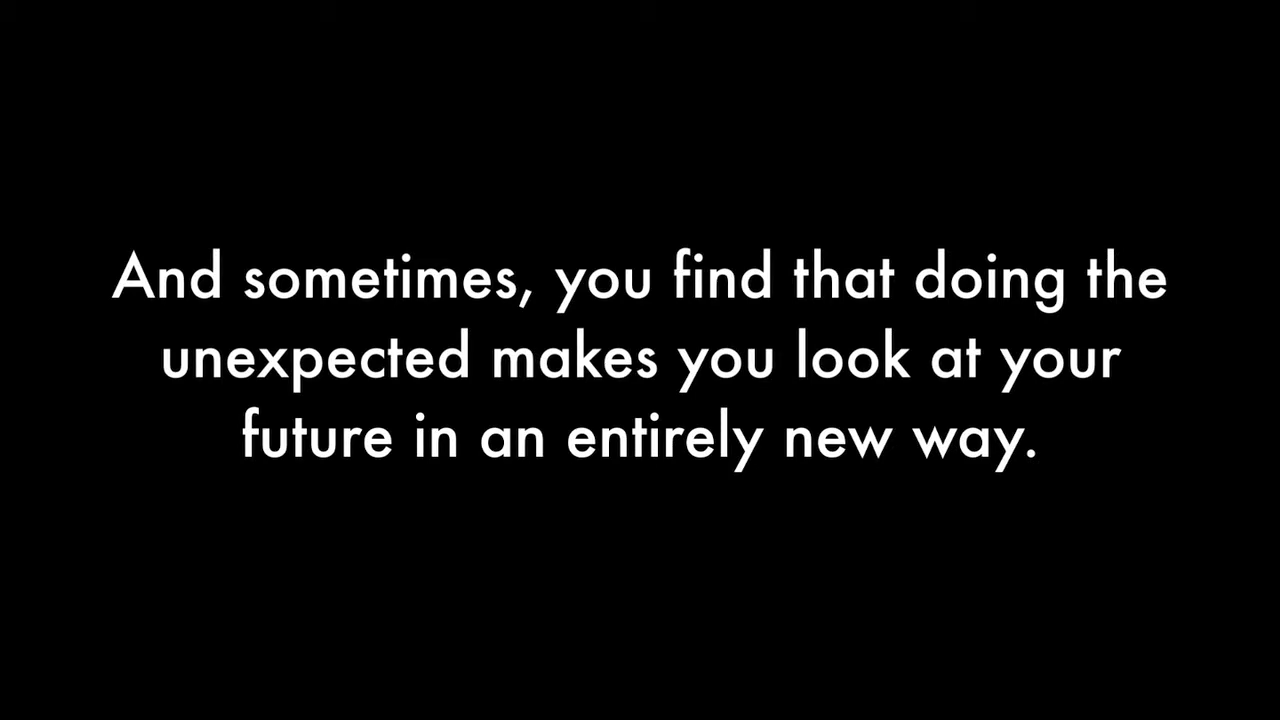 And sometimes, you find that doing the
unexpected makes you look at your
future in an entirely new way.